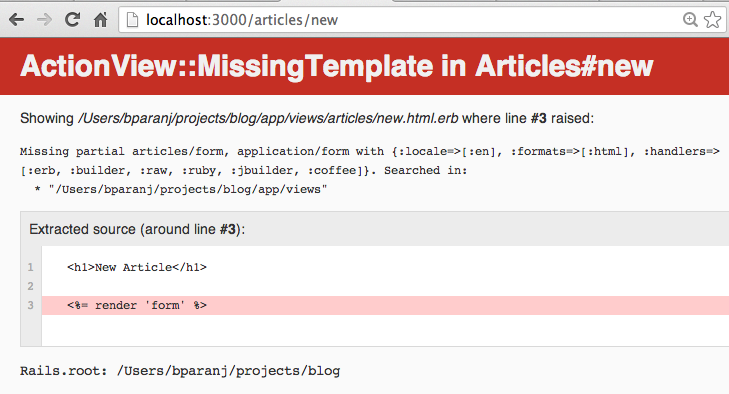 localhost:3000/articles/new
ActionView::MissingTemplate in Articles#new
Showing /Users/bparanj/projects/blog/app/views/articles/new.html.erb where line #3 raised:
Missing partial articles/form, application/form with {:locale=>[:en], :formats=>[:html], :handlers=>
[:erb, :builder, :raw, :ruby, :jbuilder, :coffee]}. Searched in:
* "/Users/bparanj/projects/blog/app/views"
Extracted source (around line #3):
1 <h1>New Article</h1>
2
3 <%= render 'form' %>
Rails.root: /Users/bparanj/projects/blog